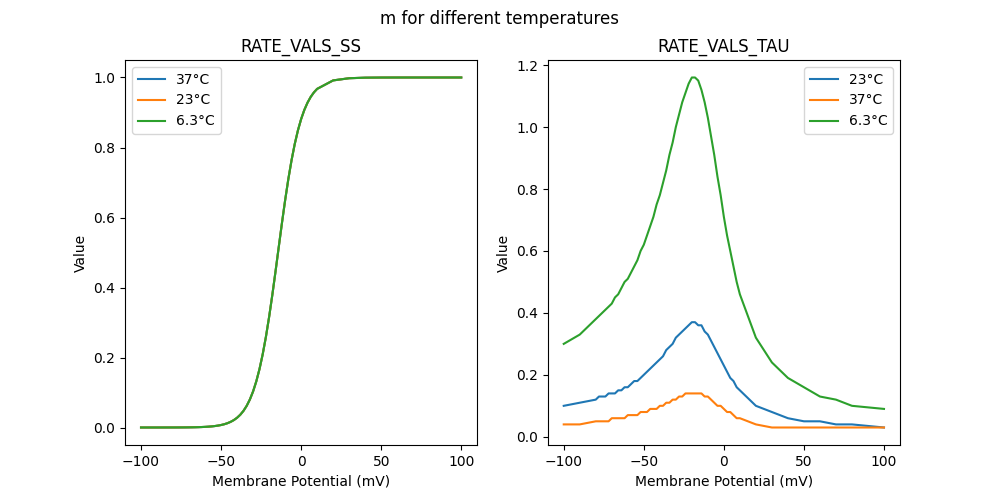 m for different temperatures
RATE_VALS_SS
RATE_VALS_TAU
37°C
23°C
6.3°C
23°C
37°C
6.3°C
Value
1.0
0.8
0.6
0.4
0.2
0.0
−100
−50
0
50
100
Membrane Potential (mV)
Value
1.2
1.0
0.8
0.6
0.4
0.2
0.0
−100
−50
0
50
100
Membrane Potential (mV)